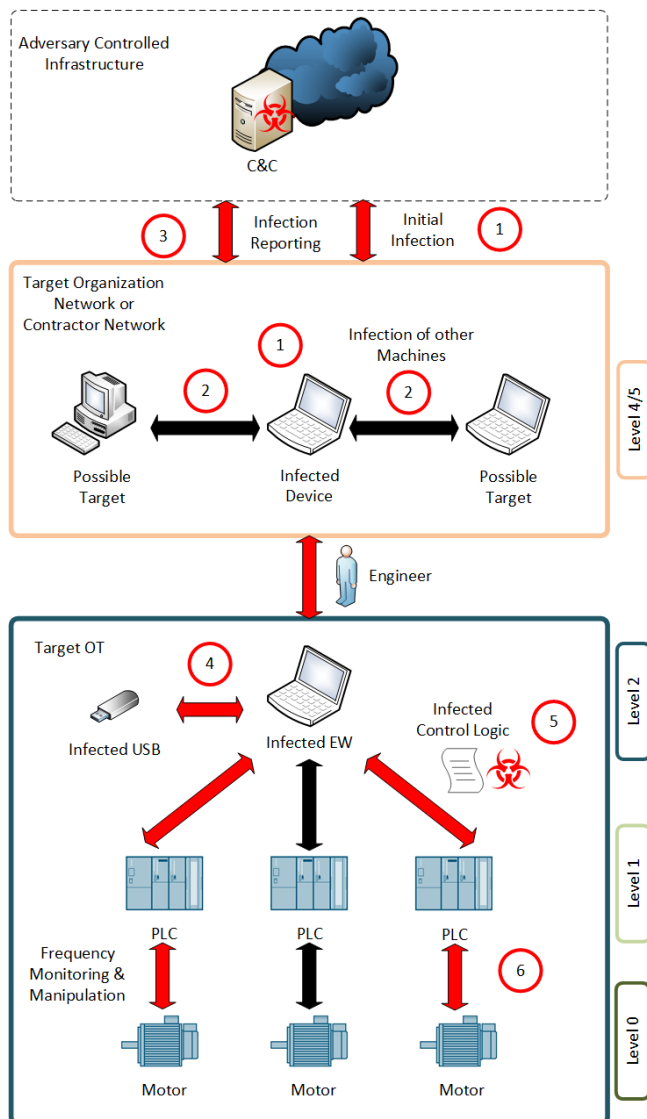 Adversary Controlled
Infrastructure
C&C
3
Infection
Reporting
Initial
Infection
1
Target Organization
Network or
Contractor Network
1
Infection of other
Machines
2
2
Possible
Target
Infected
Device
Possible
Target
Level 4/5
Engineer
Target OT
4
Infected USB
Infected EW
Infected
Control Logic
5
Level 2
PLC
PLC
PLC
Level 1
Frequency
Monitoring &
Manipulation
6
Motor
Motor
Motor
Level 0